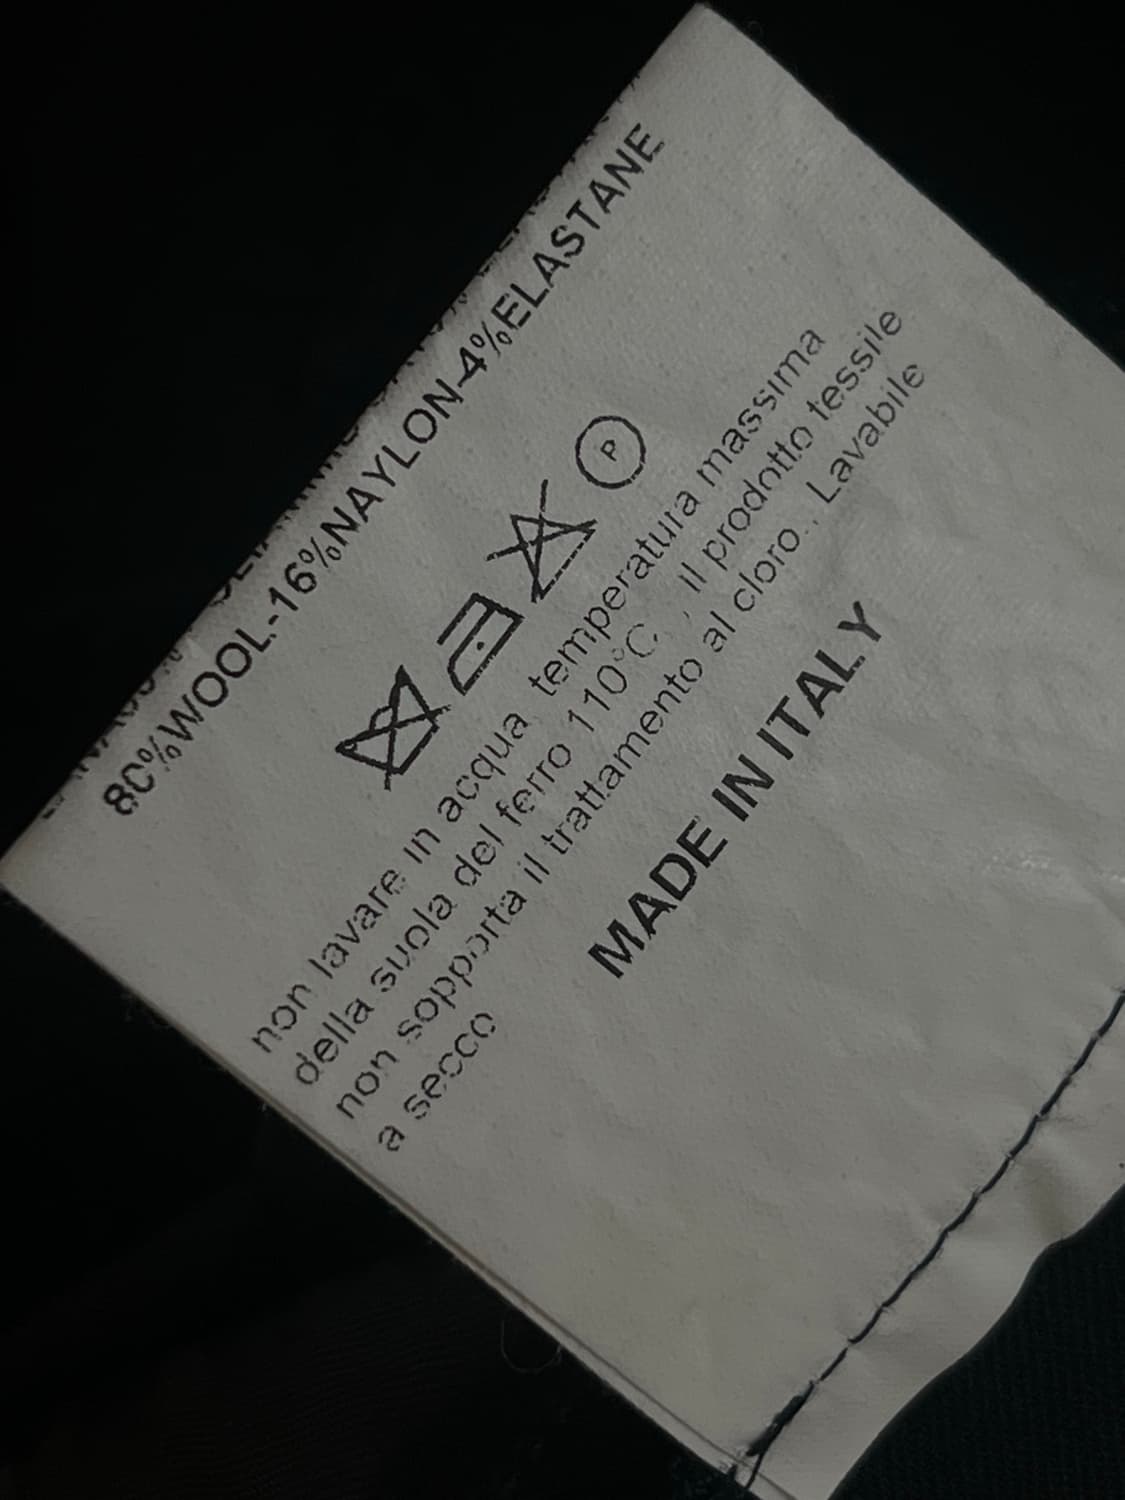 80%WOOL-16%NAYLON-4%ELASTANE
P
non lavare in acqua temperatura massima
della suola del ferro 110°C, il prodotto tessile
non sopporta il trattamento al cloro.. Lavabile
a secco
MADE IN ITALY